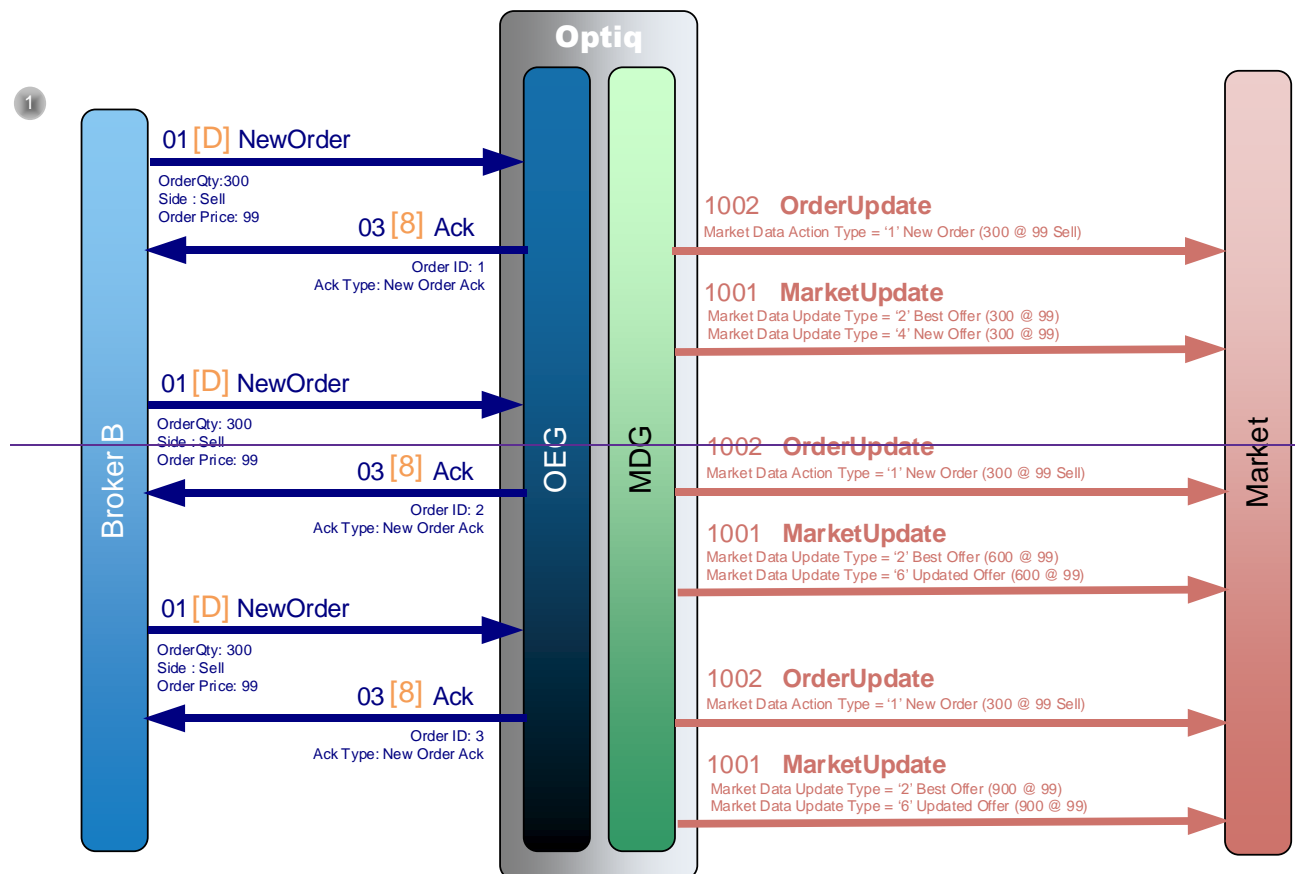 Optiq
1
Broker B
OEG
MDG
Market
01 [D] NewOrder
OrderQty:300
Side : Sell
Order Price: 99
03 [8] Ack
Order ID: 1
Ack Type: New Order Ack
1002 OrderUpdate
Market Data Action Type = ‘1’ New Order (300 @ 99 Sell)
1001 MarketUpdate
Market Data Update Type = ‘2’ Best Offer (300 @ 99)
Market Data Update Type = ‘4’ New Offer (300 @ 99)
01 [D] NewOrder
OrderQty: 300
Side : Sell
Order Price: 99
03 [8] Ack
Order ID: 2
Ack Type: New Order Ack
1002 OrderUpdate
Market Data Action Type = ‘1’ New Order (300 @ 99 Sell)
1001 MarketUpdate
Market Data Update Type = ‘2’ Best Offer (600 @ 99)
Market Data Update Type = ‘6’ Updated Offer (600 @ 99)
01 [D] NewOrder
OrderQty: 300
Side : Sell
Order Price: 99
03 [8] Ack
Order ID: 3
Ack Type: New Order Ack
1002 OrderUpdate
Market Data Action Type = ‘1’ New Order (300 @ 99 Sell)
1001 MarketUpdate
Market Data Update Type = ‘2’ Best Offer (900 @ 99)
Market Data Update Type = ‘6’ Updated Offer (900 @ 99)